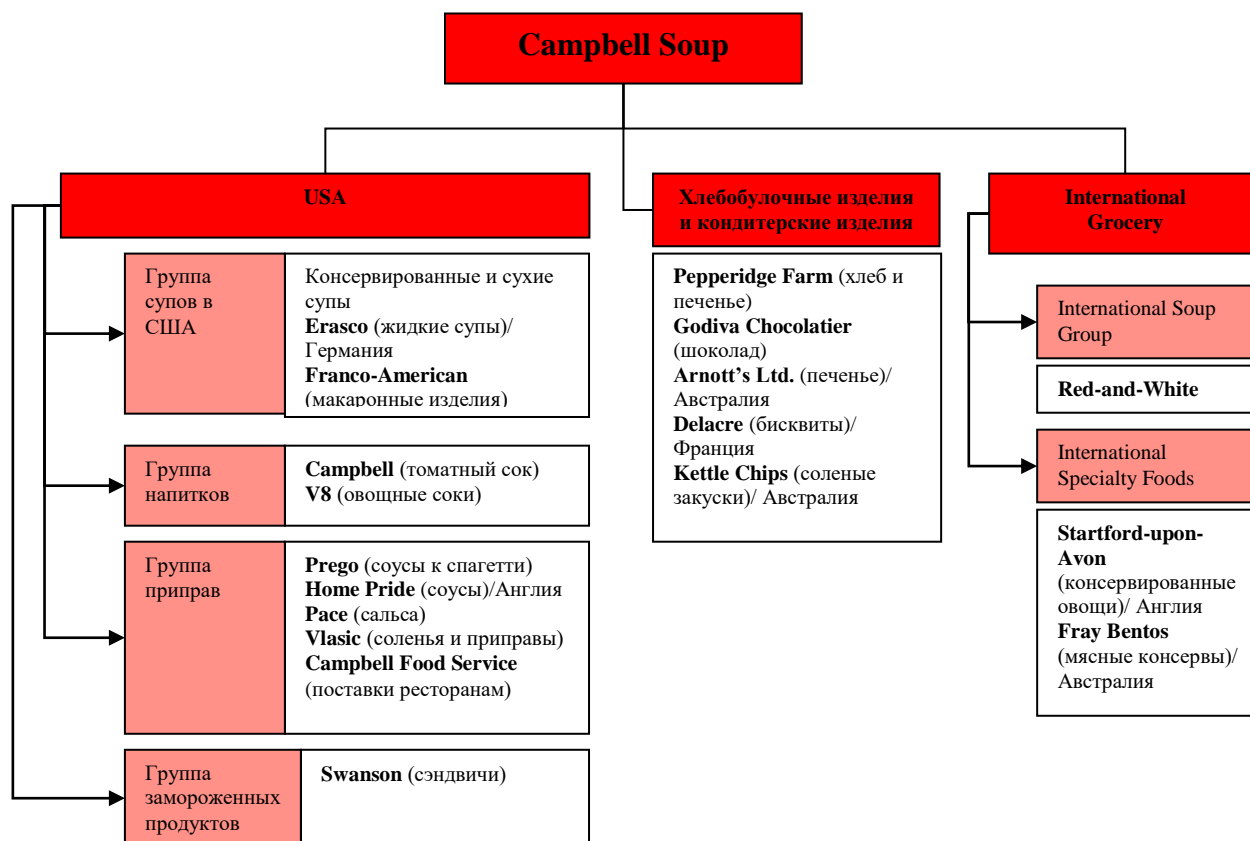 Campbell Soup
USA
Группа
супов в
США
Консервированные и сухие
супы
Erasco (жидкие супы)/
Германия
Franco-American
(макаронные изделия)
Группа
напитков
Campbell (томатный сок)
V8 (овощные соки)
Группа
приправ
Prego (соусы к спагетти)
Home Pride (соусы)/Англия
Pace (сальса)
Vlasic (соленья и приправы)
Campbell Food Service
(поставки ресторанам)
Группа
замороженных
продуктов
Swanson (сэндвичи)
Хлебобулочные изделия
и кондитерские изделия
Pepperidge Farm (хлеб и
печенье)
Godiva Chocolatier
(шоколад)
Arnott’s Ltd. (печенье)/
Австралия
Delacre (бисквиты)/
Франция
Kettle Chips (соленые
закуски)/ Австралия
International
Grocery
International Soup
Group
Red-and-White
International
Specialty Foods
Startford-upon-
Avon
(консервированные
овощи)/ Англия
Fray Bentos
(мясные консервы)/
Австралия